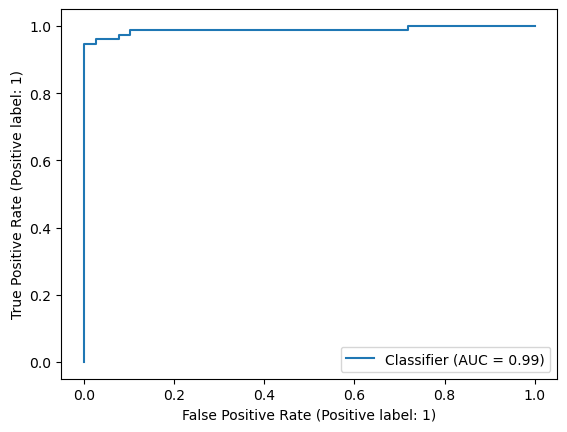 True Positive Rate (Positive label: 1)
1.0
0.8
0.6
0.4
0.2
0.0
Classifier (AUC = 0.99)
0.0 0.2 0.4 0.6 0.8 1.0
False Positive Rate (Positive label: 1)